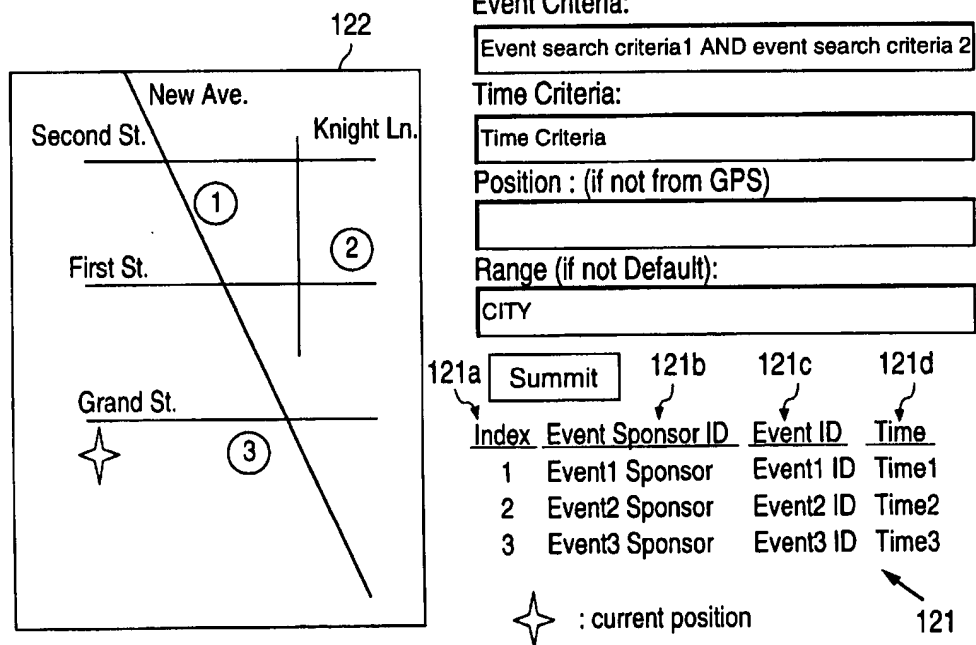 122
New Ave.
Second St.
Knight Ln.
1
2
First St.
Grand St.
3
Event Criteria:
Event search criteria1 AND event search criteria 2
Time Criteria:
Time Criteria
Position : (if not from GPS)
Range (if not Default):
CITY
121a
Summit
121b
121c
121d
Index Event Sponsor ID Event ID Time
1 Event1 Sponsor Event1 ID Time1
2 Event2 Sponsor Event2 ID Time2
3 Event3 Sponsor Event3 ID Time3
: current position
121